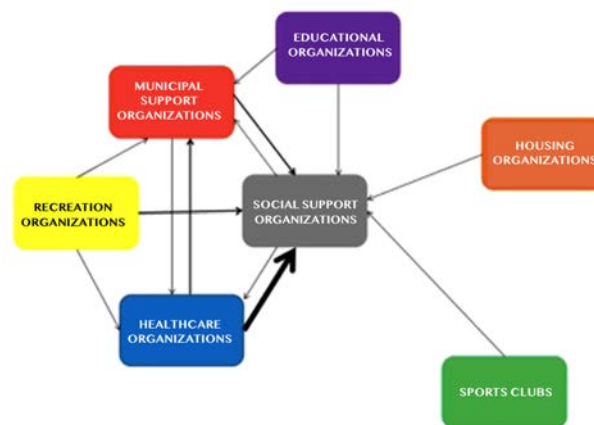 EDUCATIONAL
ORGANIZATIONS
MUNICIPAL
SUPPORT
ORGANIZATIONS
HOUSING
ORGANIZATIONS
RECREATION
ORGANIZATIONS
SOCIAL SUPPORT
ORGANIZATIONS
HEALTHCARE
ORGANIZATIONS
SPORTS CLUBS